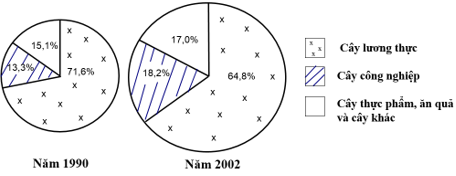 15,1%
13,3%
71,6%
Năm 1990
17,0%
18,2%
64,8%
Năm 2002
Cây lương thực
Cây công nghiệp
Cây thực phẩm, ăn quả
và cây khác